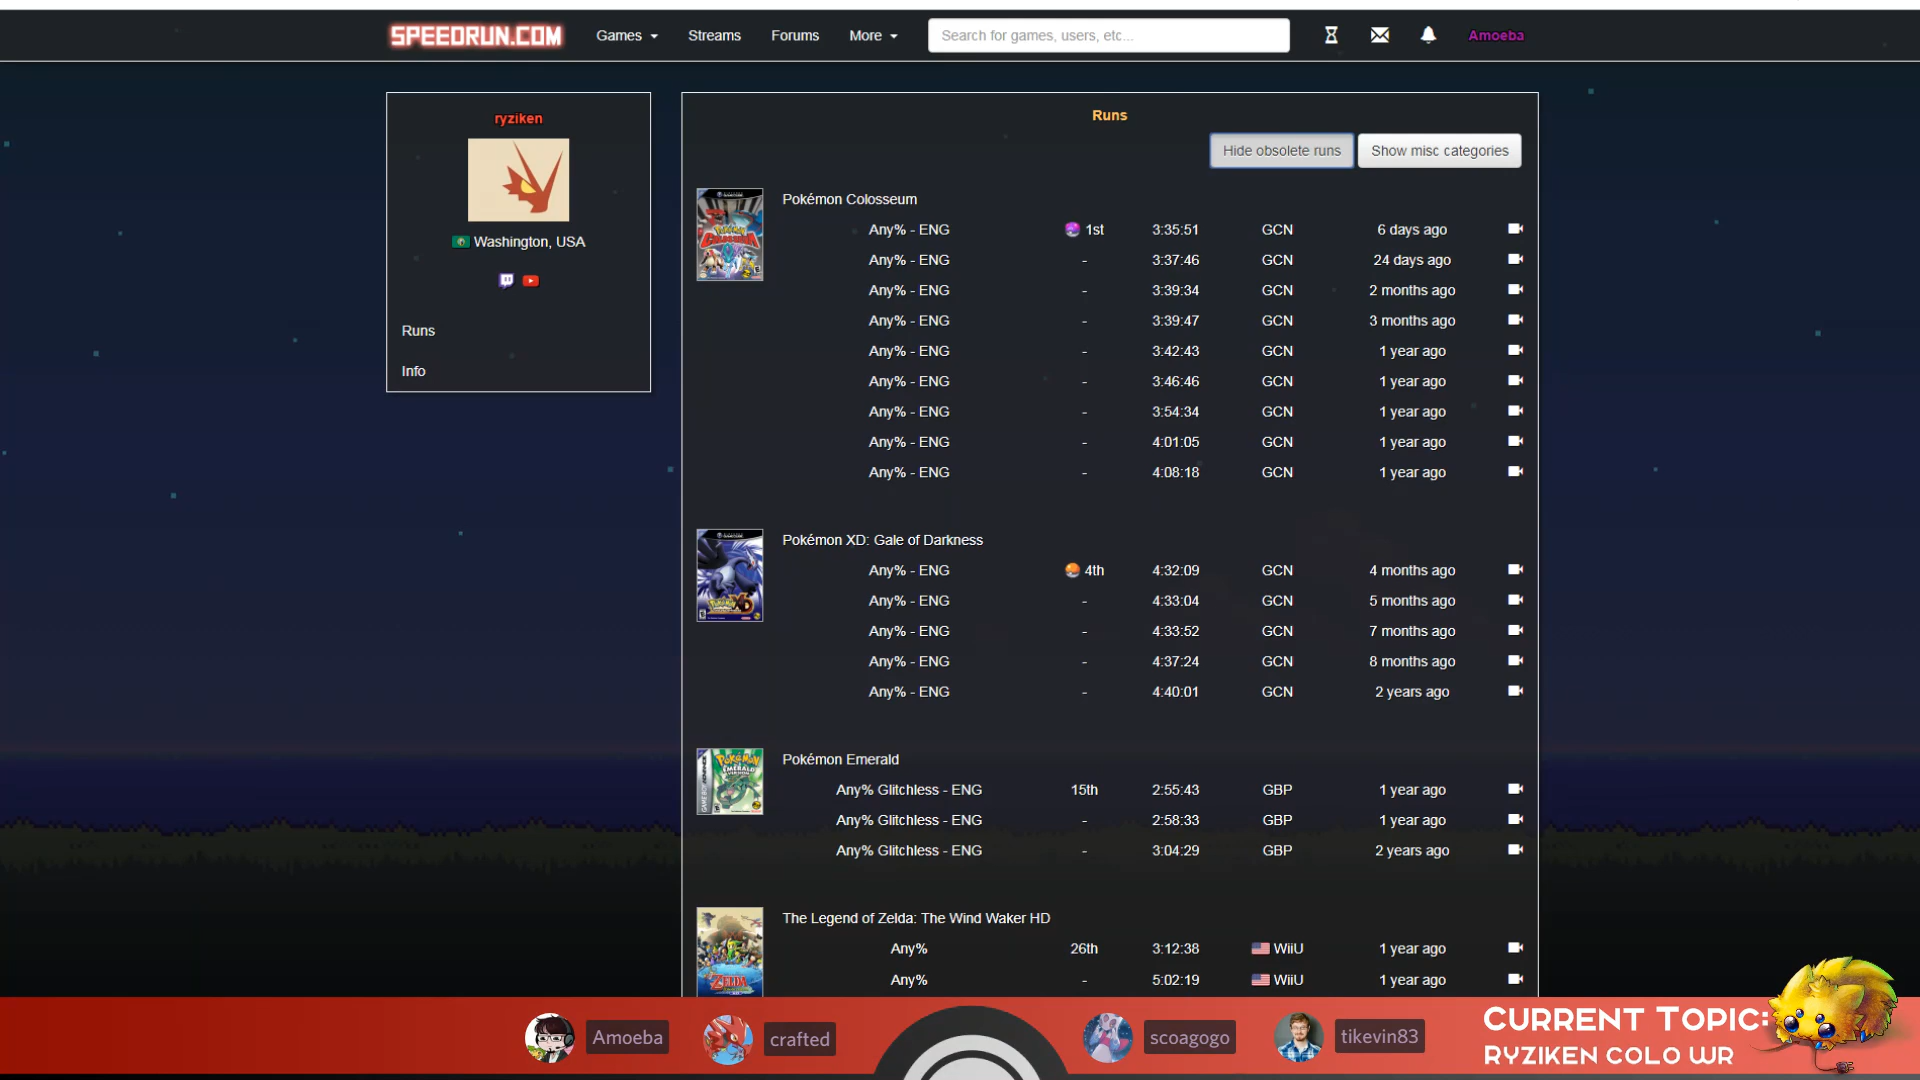 SPEEDRUN.COM Games Streams Forums More Search for games, users, etc... Amoeba
ryziken
Washington, USA
Runs
Info
Runs
Hide obsolete runs Show misc categories
Pokémon Colosseum
Any% - ENG 1st 3:35:51 GCN 6 days ago
Any% - ENG - 3:37:46 GCN 24 days ago
Any% - ENG - 3:39:34 GCN 2 months ago
Any% - ENG - 3:39:47 GCN 3 months ago
Any% - ENG - 3:42:43 GCN 1 year ago
Any% - ENG - 3:46:46 GCN 1 year ago
Any% - ENG - 3:54:34 GCN 1 year ago
Any% - ENG - 4:01:05 GCN 1 year ago
Any% - ENG - 4:08:18 GCN 1 year ago
Pokémon XD: Gale of Darkness
Any% - ENG 4th 4:32:09 GCN 4 months ago
Any% - ENG - 4:33:04 GCN 5 months ago
Any% - ENG - 4:33:52 GCN 7 months ago
Any% - ENG - 4:37:24 GCN 8 months ago
Any% - ENG - 4:40:01 GCN 2 years ago
Pokémon Emerald
Any% Glitchless - ENG 15th 2:55:43 GBP 1 year ago
Any% Glitchless - ENG - 2:58:33 GBP 1 year ago
Any% Glitchless - ENG - 3:04:29 GBP 2 years ago
The Legend of Zelda: The Wind Waker HD
Any% 26th 3:12:38 WiiU 1 year ago
Any% - 5:02:19 WiiU 1 year ago
Amoeba crafted scoagogo tikevin83
CURRENT TOPIC:
RYZIKEN COLO WR